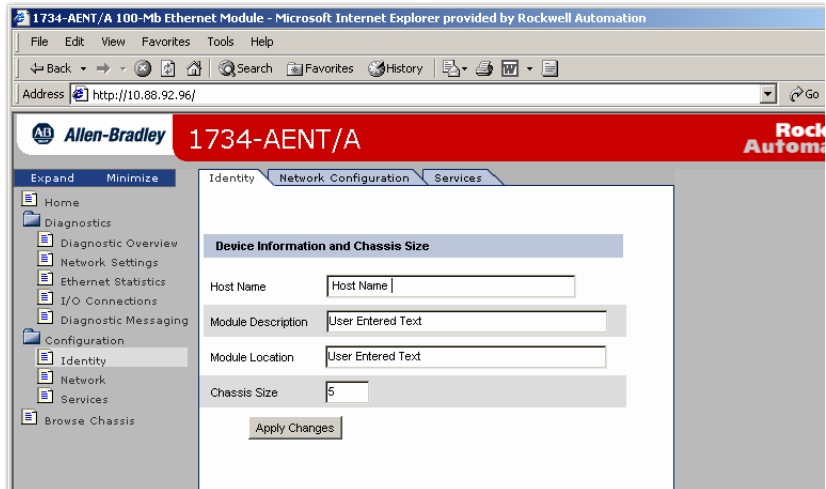 1734-AENT/A 100-Mb Ethernet Module - Microsoft Internet Explorer provided by Rockwell Automation
File Edit View Favorites Tools Help
Back Search Favorites History
Address http://10.88.92.96/ Go
AB Allen-Bradley 1734-AENT/A Rock
Automa
Expand Minimize
Home
Diagnostics
Diagnostic Overview
Network Settings
Ethernet Statistics
I/O Connections
Diagnostic Messaging
Configuration
Identity
Network
Services
Browse Chassis
Identity Network Configuration Services
Device Information and Chassis Size
Host Name Host Name
Module Description User Entered Text
Module Location User Entered Text
Chassis Size 5
Apply Changes